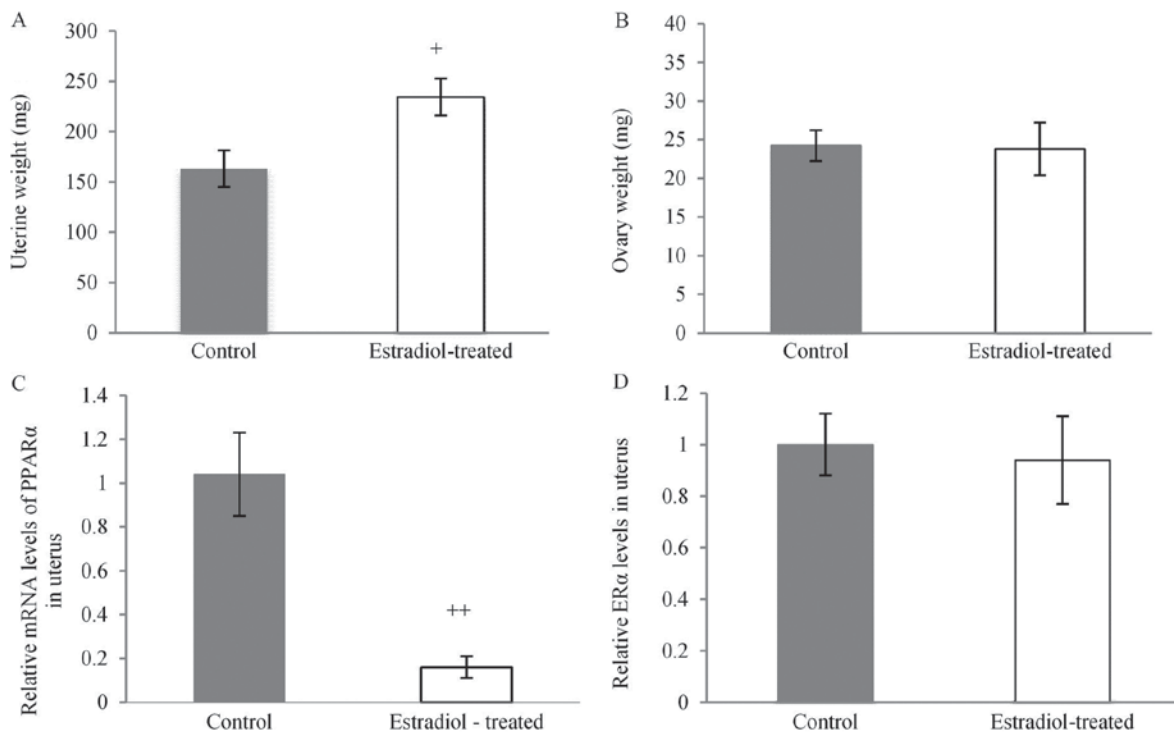 A
Uterine weight (mg)
300
250
200
150
100
50
0
+
Control
Estradiol-treated
B
Ovary weight (mg)
40
35
30
25
20
15
10
5
0
Control
Estradiol-treated
C
Relative mRNA levels of PPARα
in uterus
1.4
1.2
1
0.8
0.6
0.4
0.2
0
++
Control
Estradiol - treated
D
Relative ERα levels in uterus
1.2
1
0.8
0.6
0.4
0.2
0
Control
Estradiol-treated